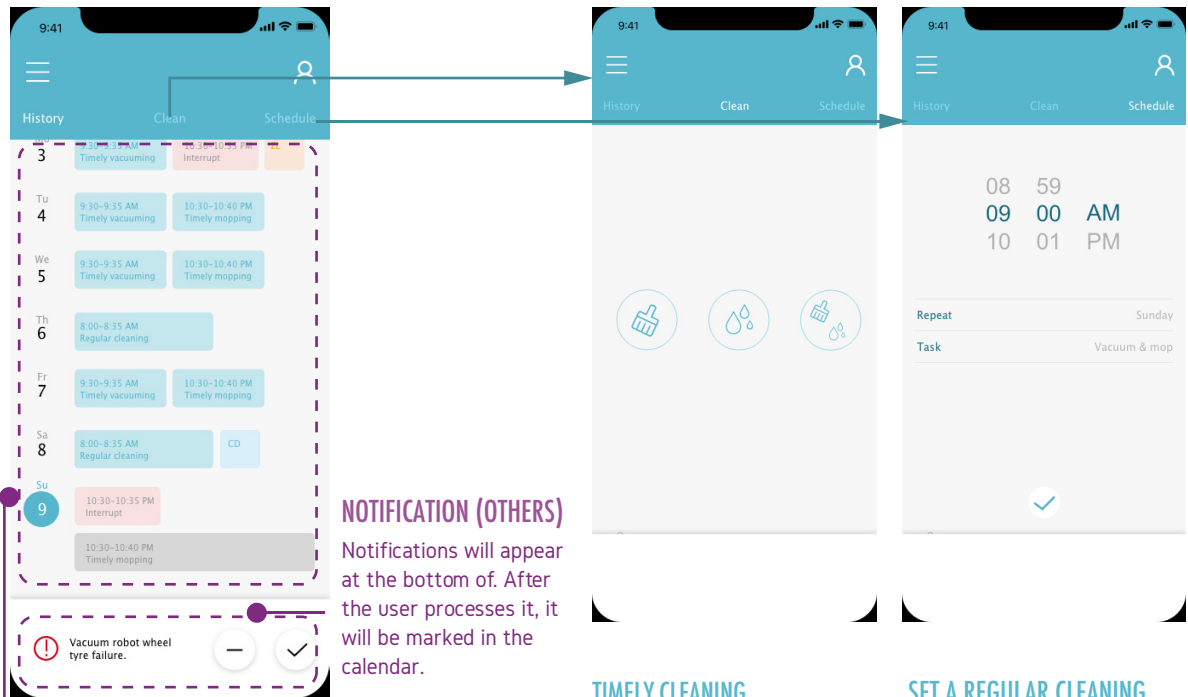 9:41
History Clean Schedule
3
9:30-9:35 AM 10:30-10:35 PM
Timely vacuuming Interrupt
Tu
4
9:30-9:35 AM 10:30-10:40 PM
Timely vacuuming Timely mopping
We
5
9:30-9:35 AM 10:30-10:40 PM
Timely vacuuming Timely mopping
Th
6
8:00-8:35 AM
Regular cleaning
Fr
7
9:30-9:35 AM 10:30-10:40 PM
Timely vacuuming Timely mopping
Sa
8
8:00-8:35 AM CD
Regular cleaning
Su
9
10:30-10:35 PM
Interrupt
10:30-10:40 PM
Timely mopping
Vacuum robot wheel
tyre failure.
NOTIFICATION (OTHERS)
Notifications will appear
at the bottom of. After
the user processes it, it
will be marked in the
calendar.
9:41
History Clean Schedule
TIMELY CLEANING
9:41
History Clean Schedule
08 59
09 00 AM
10 01 PM
Repeat Sunday
Task Vacuum & mop
SET A REGULAR CLEANING